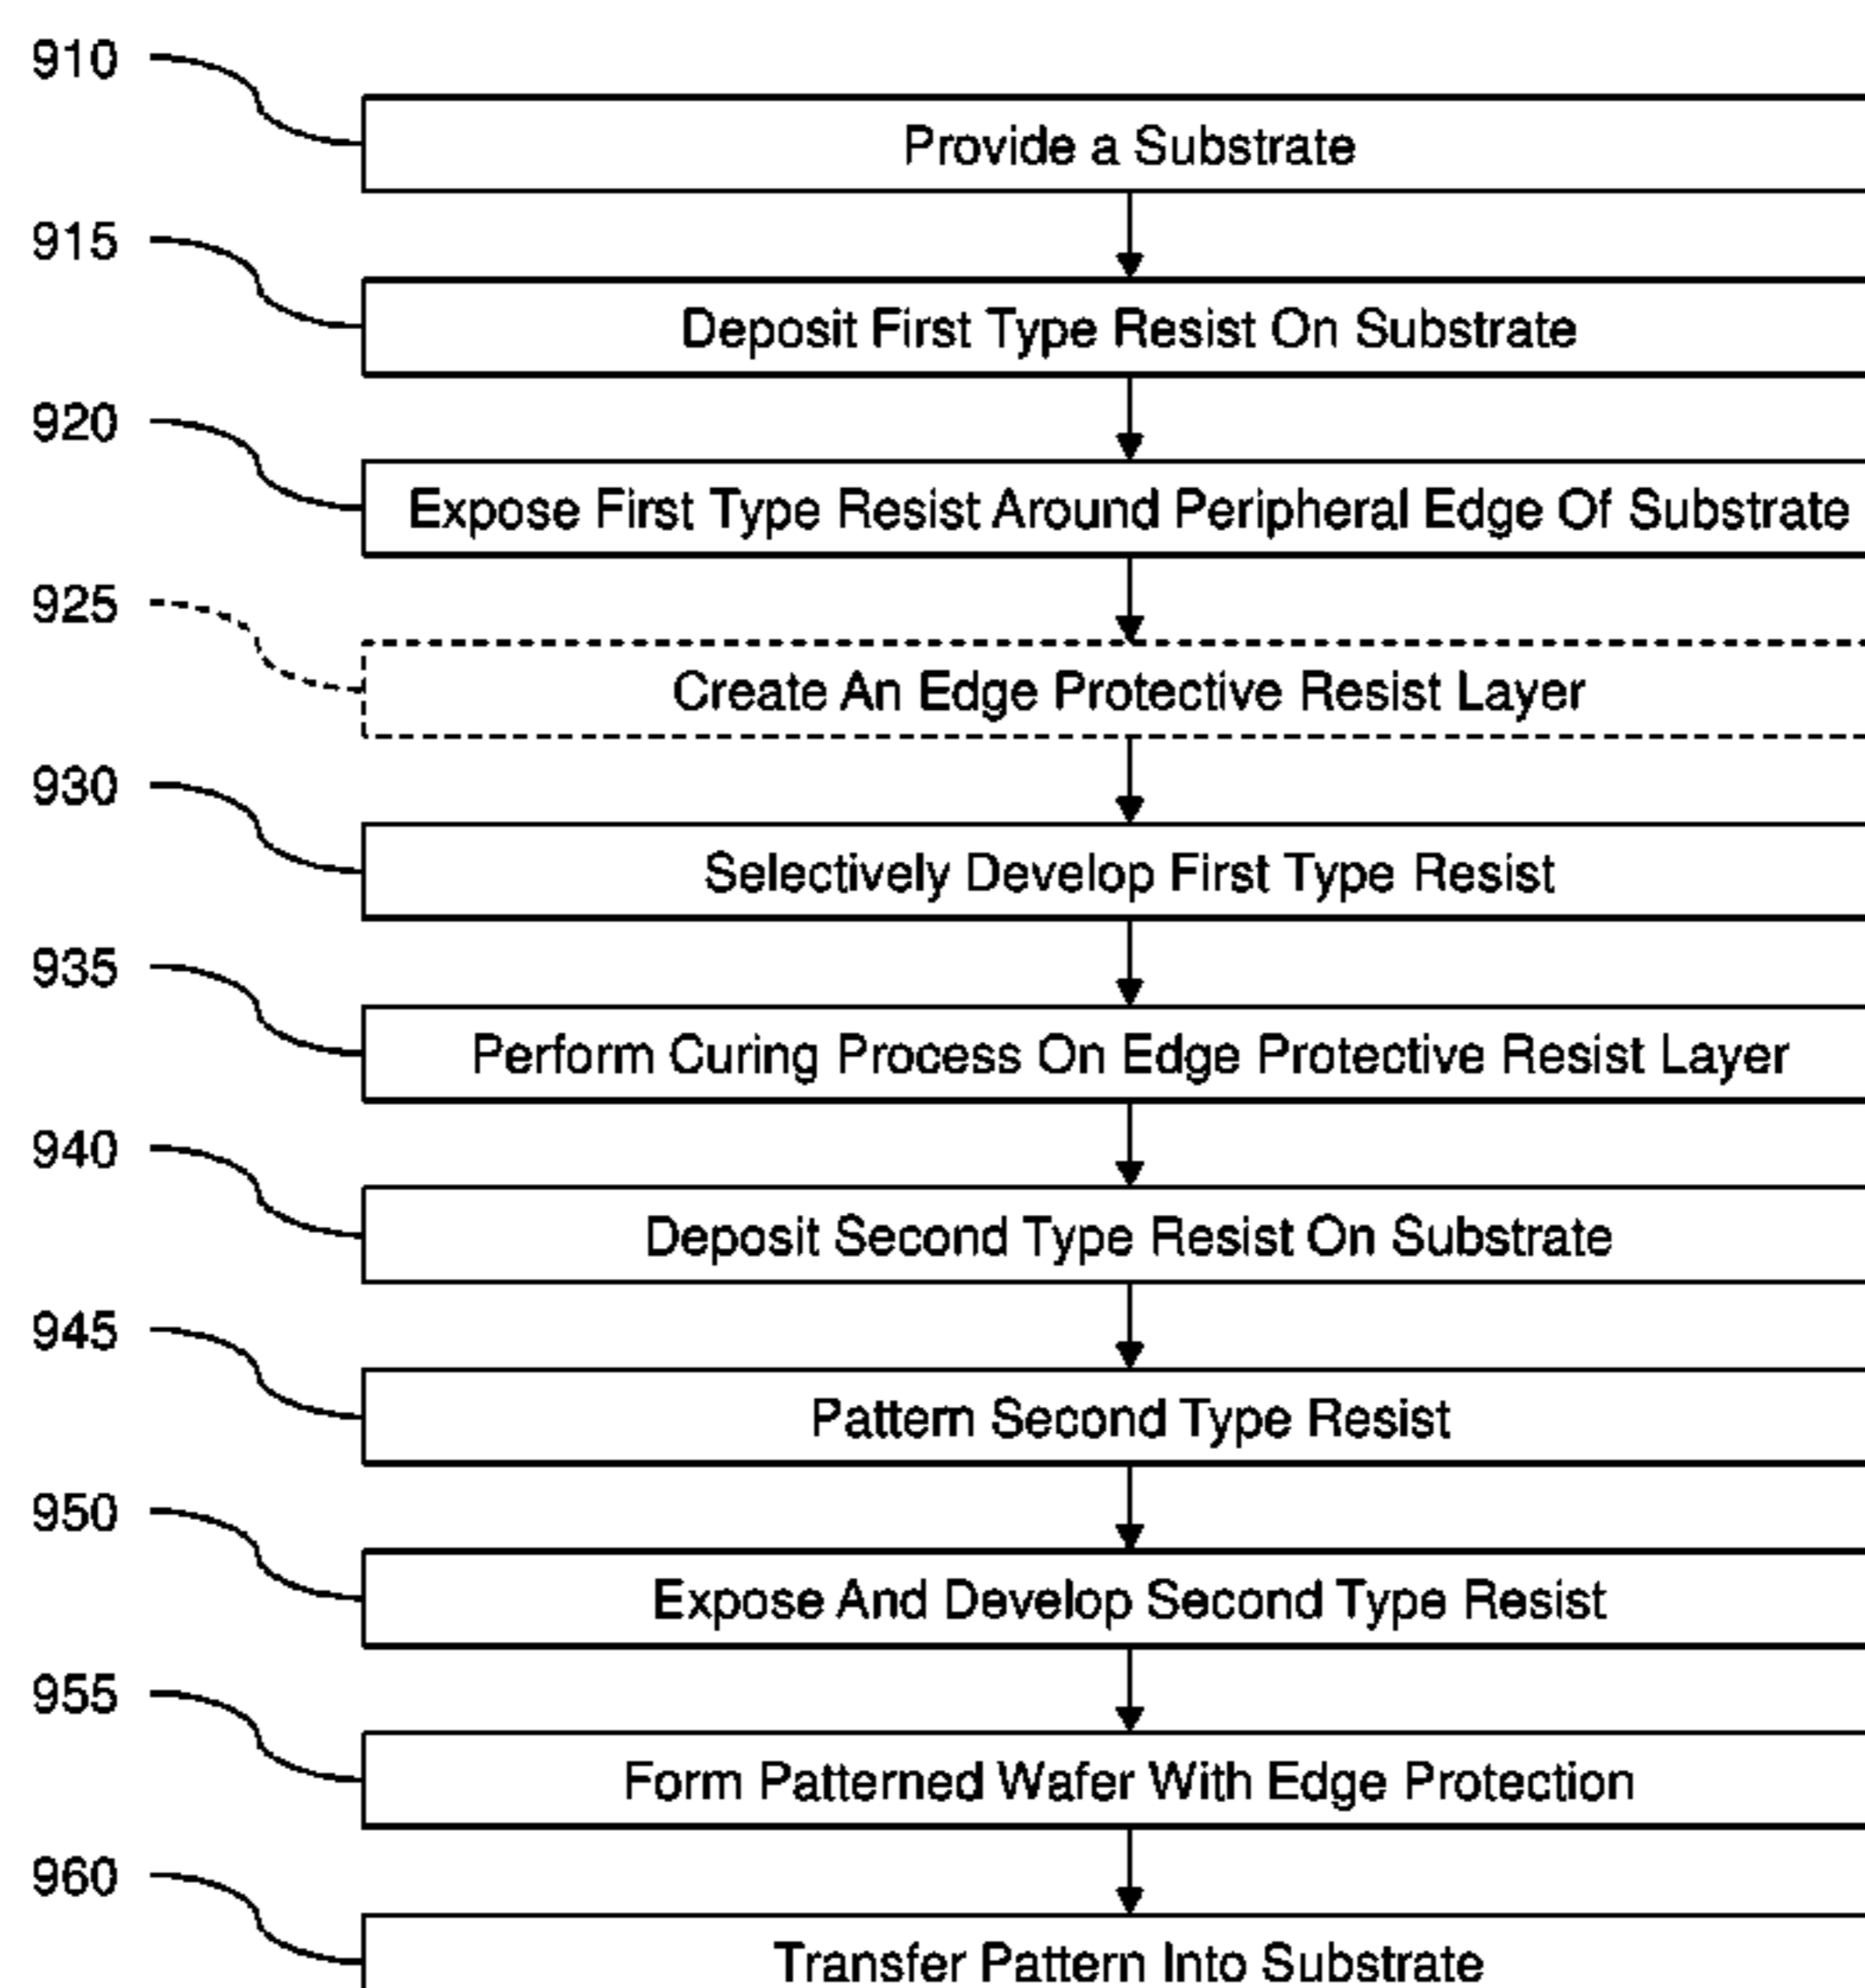 910
Provide a Substrate
915
Deposit First Type Resist On Substrate
920
Expose First Type Resist Around Peripheral Edge Of Substrate
925
Create An Edge Protective Resist Layer
930
Selectively Develop First Type Resist
935
Perform Curing Process On Edge Protective Resist Layer
940
Deposit Second Type Resist On Substrate
945
Pattern Second Type Resist
950
Expose And Develop Second Type Resist
955
Form Patterned Wafer With Edge Protection
960
Transfer Pattern Into Substrate